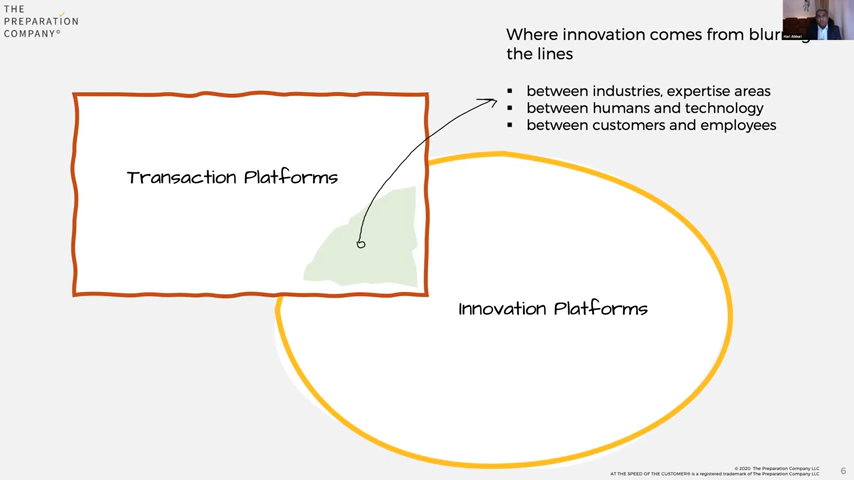 THE
PREPARATION
COMPANY©
Where innovation comes from blurring
the lines
▪ between industries, expertise areas
▪ between humans and technology
▪ between customers and employees
Transaction Platforms
Innovation Platforms
© 2020 The Preparation Company LLC
AT THE SPEED OF THE CUSTOMER® is a registered trademark of The Preparation Company LLC
6